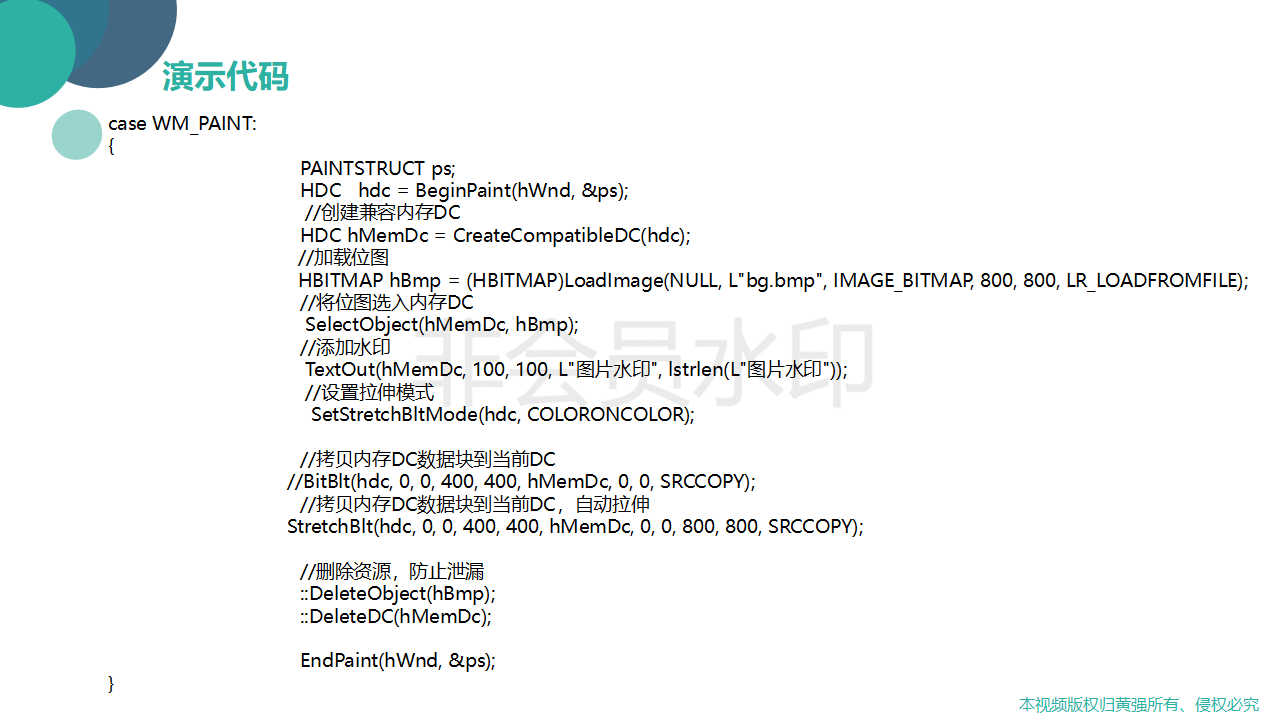 演示代码
case WM_PAINT:
{
PAINTSTRUCT ps;
HDC hdc = BeginPaint(hWnd, &ps);
//创建兼容内存DC
HDC hMemDc = CreateCompatibleDC(hdc);
//加载位图
HBITMAP hBmp = (HBITMAP)LoadImage(NULL, L"bg.bmp", IMAGE_BITMAP, 800, 800, LR_LOADFROMFILE);
//将位图选入内存DC
SelectObject(hMemDc, hBmp);
//添加水印
TextOut(hMemDc, 100, 100, L"图片水印", lstrlen(L"图片水印"));
非会员水印
//设置拉伸模式
SetStretchBltMode(hdc, COLORONCOLOR);
//拷贝内存DC数据块到当前DC
//BitBlt(hdc, 0, 0, 400, 400, hMemDc, 0, 0, SRCCOPY);
//拷贝内存DC数据块到当前DC，自动拉伸
StretchBlt(hdc, 0, 0, 400, 400, hMemDc, 0, 0, 800, 800, SRCCOPY);
//删除资源，防止泄漏
::DeleteObject(hBmp);
::DeleteDC(hMemDc);
EndPaint(hWnd, &ps);
}
本视频版权归黄强所有、侵权必究